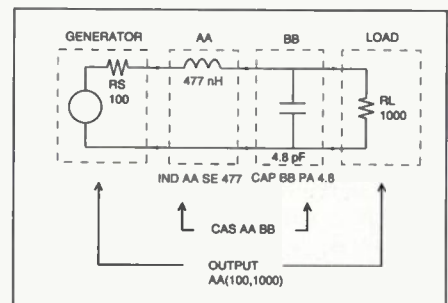 GENERATOR AA BB LOAD
RS
100
477 nH
RL
1000
4.8 pF
IND AA SE 477 CAP BB PA 4.8
CAS AA BB
OUTPUT
AA(100,1000)